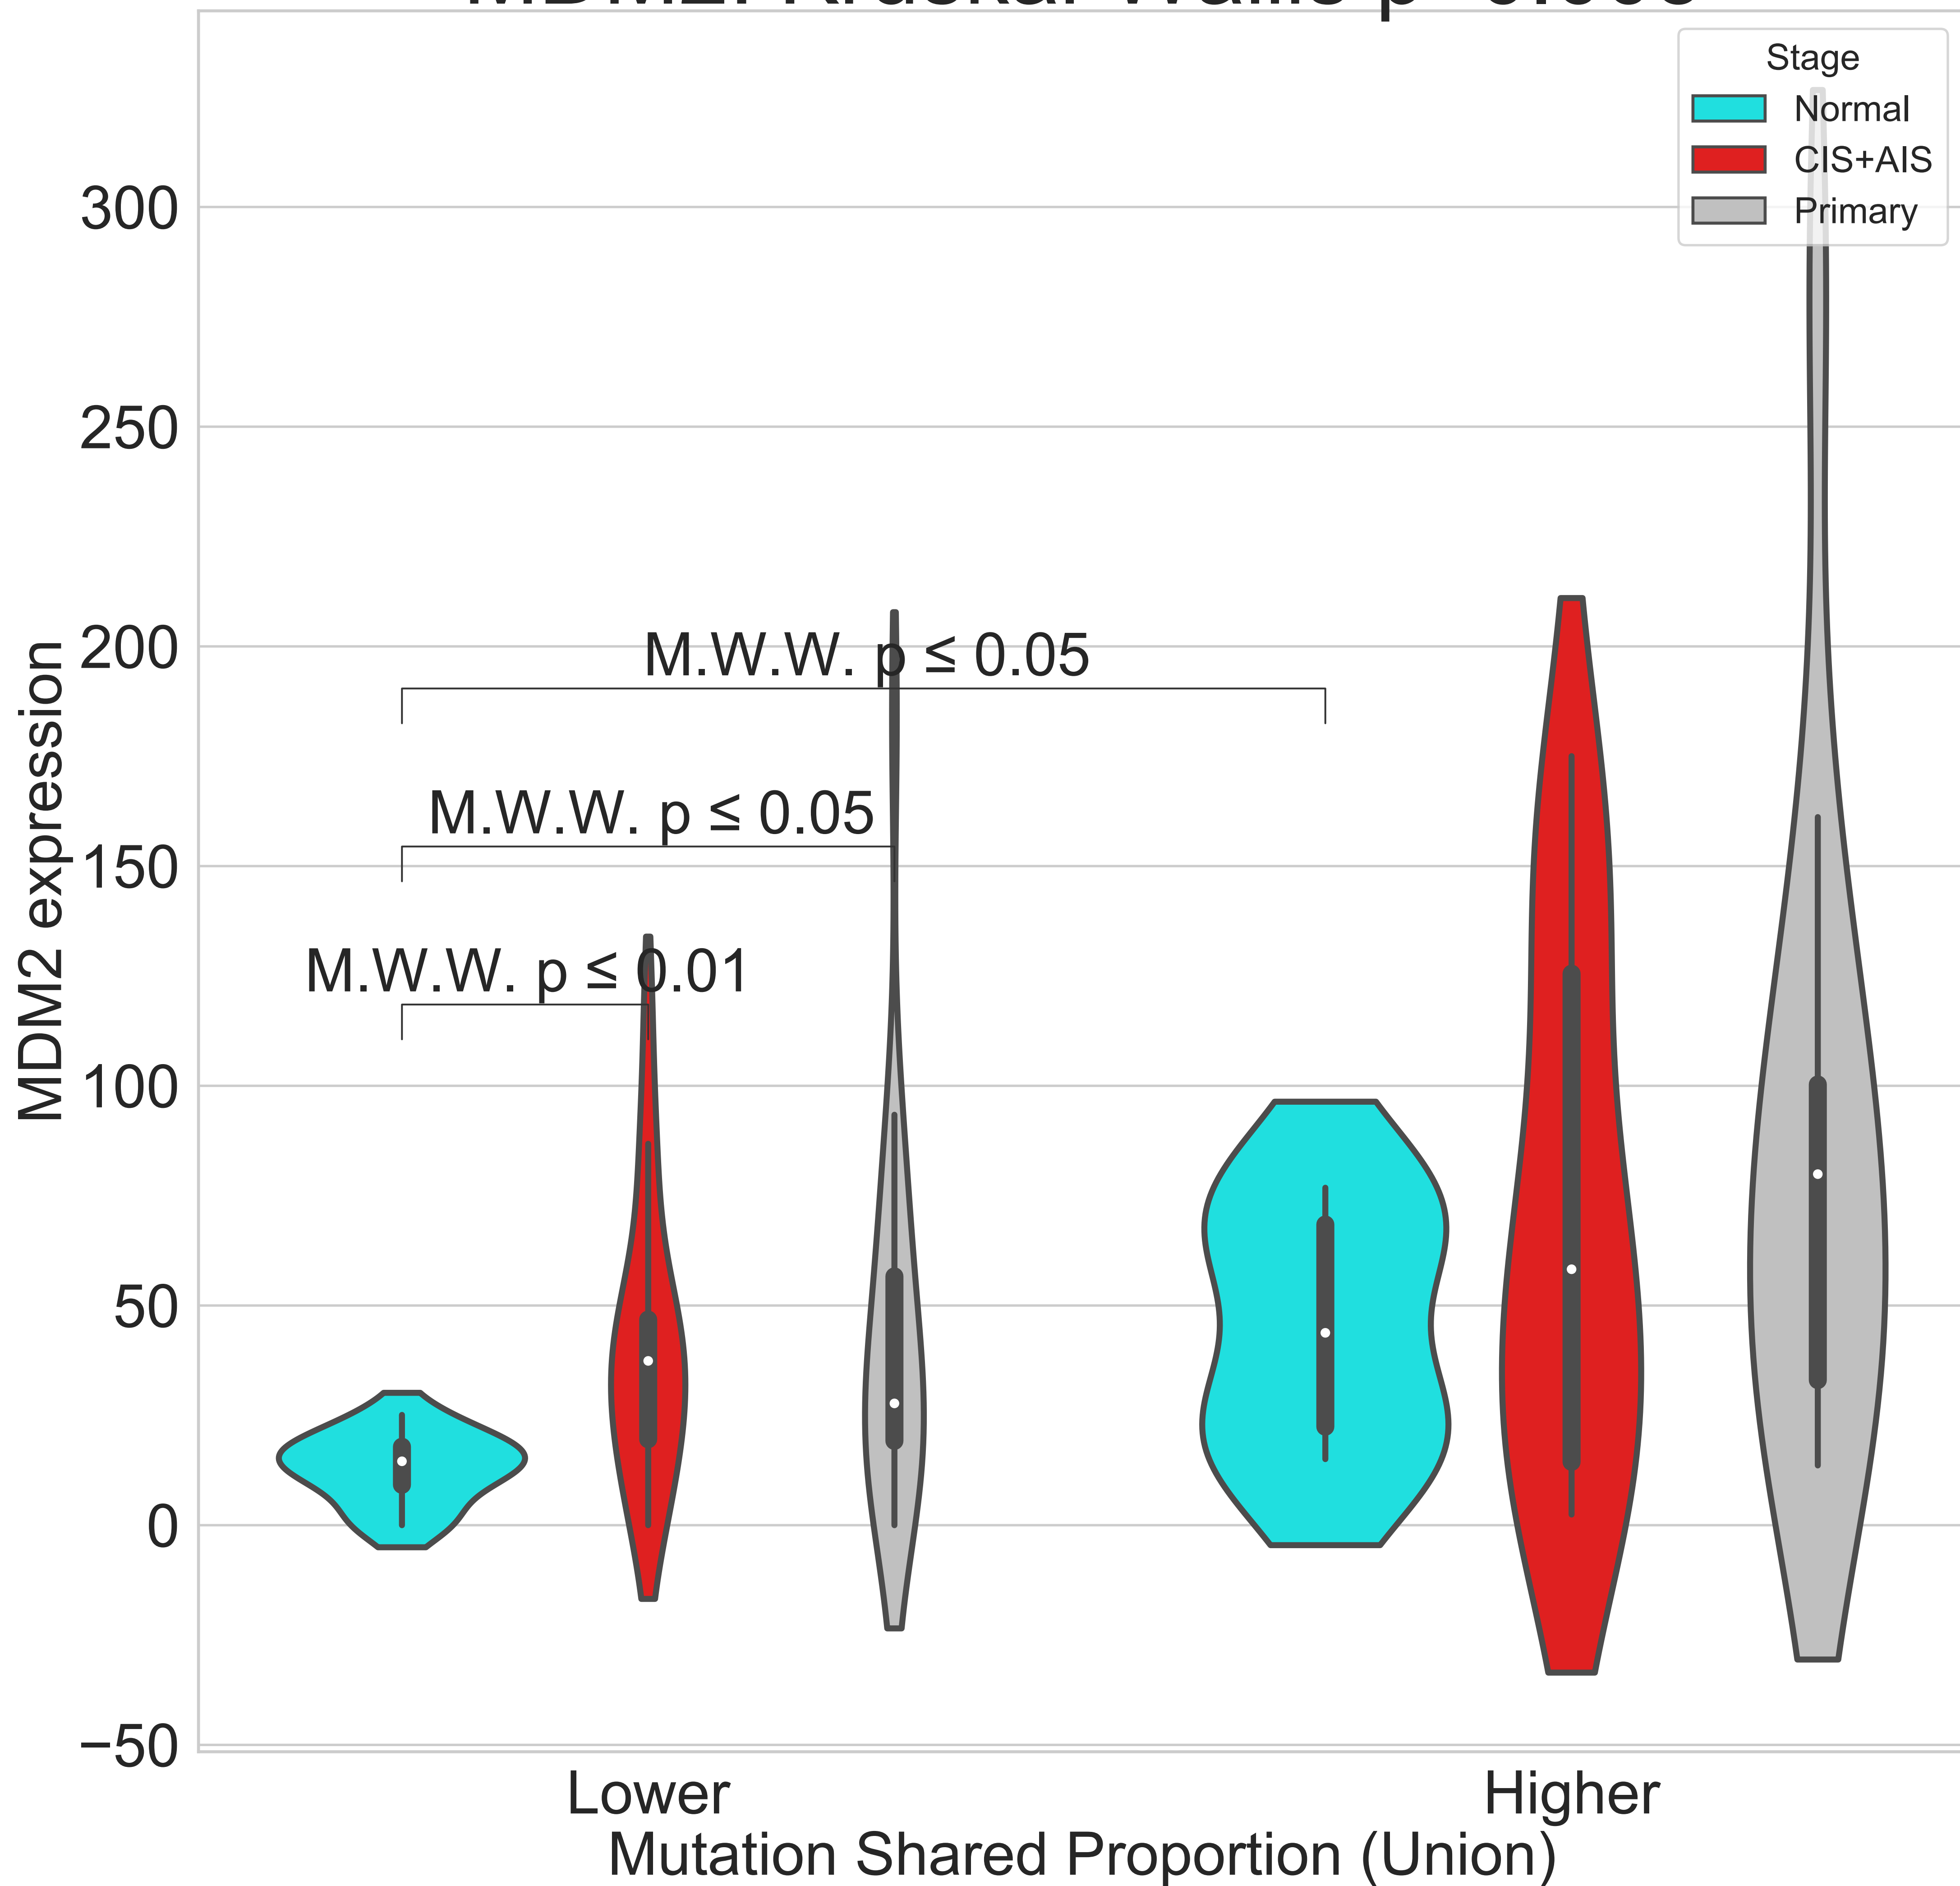 Stage
Normal
CIS+AIS
Primary
300
250
200
150
100
50
0
−50
MDM2 expression
M.W.W. p ≤ 0.05
M.W.W. p ≤ 0.05
M.W.W. p ≤ 0.01
Lower
Higher
Mutation Shared Proportion (Union)